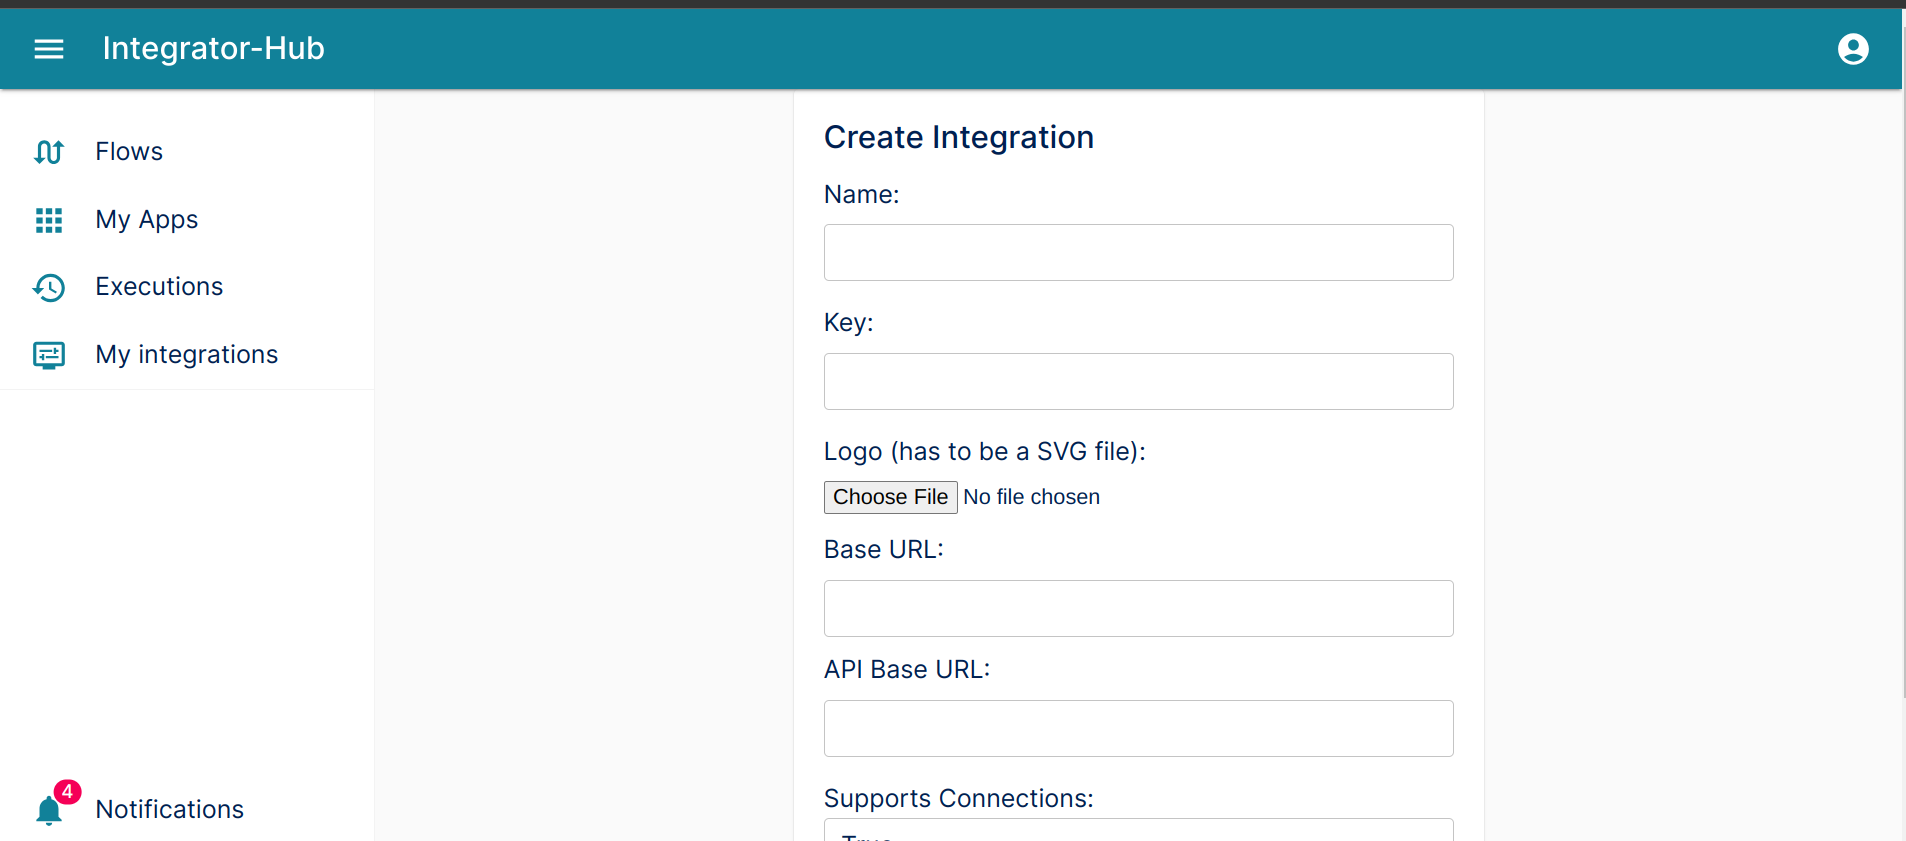 Integrator-Hub
Flows
My Apps
Executions
My integrations
4
Notifications
Create Integration
Name:
Key:
Logo (has to be a SVG file):
Choose File No file chosen
Base URL:
API Base URL:
Supports Connections:
True